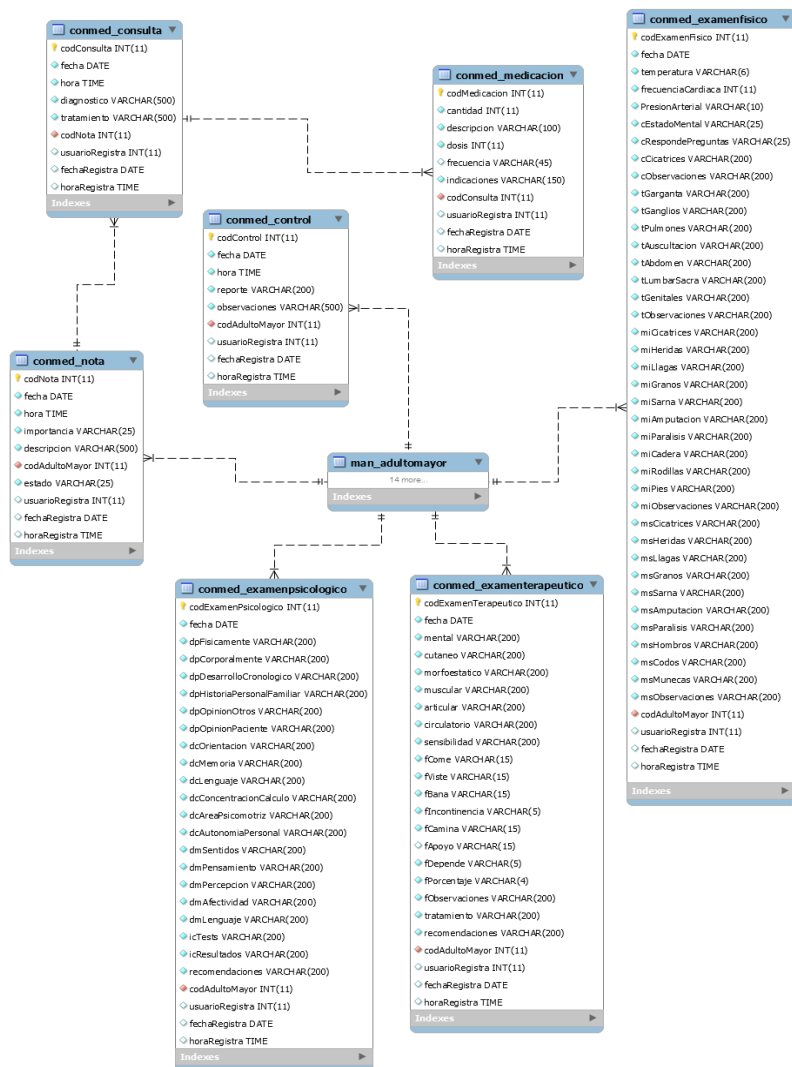 conmed_consulta
codConsulta INT(11)
fecha DATE
hora TIME
diagnostico VARCHAR(500)
tratamiento VARCHAR(500)
codNota INT(11)
usuarioRegistra INT(11)
fechaRegistra DATE
horaRegistra TIME
Indexes
conmed_medicacion
codMedicacion INT(11)
cantidad INT(11)
descripcion VARCHAR(100)
dosis INT(11)
frecuencia VARCHAR(45)
indicaciones VARCHAR(150)
codConsulta INT(11)
usuarioRegistra INT(11)
fechaRegistra DATE
horaRegistra TIME
Indexes
conmed_examenfisico
codExamenFisico INT(11)
fecha DATE
temperatura VARCHAR(6)
frecuenciaCardiaca INT(11)
PresionArterial VARCHAR(10)
cEstadoMental VARCHAR(25)
cRespondePreguntas VARCHAR(25)
cCicatrices VARCHAR(200)
cObservaciones VARCHAR(200)
tGarganta VARCHAR(200)
tGanglios VARCHAR(200)
tPulmones VARCHAR(200)
tAuscultacion VARCHAR(200)
tAbdomen VARCHAR(200)
tLumbarSacra VARCHAR(200)
tGenitales VARCHAR(200)
tObservaciones VARCHAR(200)
miCicatrices VARCHAR(200)
miHeridas VARCHAR(200)
miLlagas VARCHAR(200)
miGranos VARCHAR(200)
miSarna VARCHAR(200)
miAmputacion VARCHAR(200)
miParalisis VARCHAR(200)
miCadera VARCHAR(200)
miRodillas VARCHAR(200)
miPies VARCHAR(200)
miObservaciones VARCHAR(200)
msCicatrices VARCHAR(200)
msHeridas VARCHAR(200)
msLlagas VARCHAR(200)
msGranos VARCHAR(200)
msSarna VARCHAR(200)
msAmputacion VARCHAR(200)
msParalisis VARCHAR(200)
msHombros VARCHAR(200)
msCodos VARCHAR(200)
msMunecas VARCHAR(200)
msObservaciones VARCHAR(200)
codAdultoMayor INT(11)
usuarioRegistra INT(11)
fechaRegistra DATE
horaRegistra TIME
Indexes
conmed_control
codControl INT(11)
fecha DATE
hora TIME
reporte VARCHAR(200)
observaciones VARCHAR(500)
codAdultoMayor INT(11)
usuarioRegistra INT(11)
fechaRegistra DATE
horaRegistra TIME
Indexes
conmed_nota
codNota INT(11)
fecha DATE
hora TIME
importancia VARCHAR(25)
descripcion VARCHAR(500)
codAdultoMayor INT(11)
estado VARCHAR(25)
usuarioRegistra INT(11)
fechaRegistra DATE
horaRegistra TIME
Indexes
man_adultomayor
14 more...
Indexes
conmed_examenpsicologico
codExamenPsicologico INT(11)
fecha DATE
dpFisicamente VARCHAR(200)
dpCorporalmente VARCHAR(200)
dpDesarrolloCronologico VARCHAR(200)
dpHistoriaPersonalFamiliar VARCHAR(200)
dpOpinionOtros VARCHAR(200)
dpOpinionPaciente VARCHAR(200)
dcOrientacion VARCHAR(200)
dcMemoria VARCHAR(200)
dcLenguaje VARCHAR(200)
dcConcentracionCalculo VARCHAR(200)
dcAreaPsicomotriz VARCHAR(200)
dcAutonomiaPersonal VARCHAR(200)
dmSentidos VARCHAR(200)
dmPensamiento VARCHAR(200)
dmPercepcion VARCHAR(200)
dmAfectividad VARCHAR(200)
dmLenguaje VARCHAR(200)
icTests VARCHAR(200)
icResultados VARCHAR(200)
recomendaciones VARCHAR(200)
codAdultoMayor INT(11)
usuarioRegistra INT(11)
fechaRegistra DATE
horaRegistra TIME
Indexes
conmed_examenterapeutico
codExamenTerapeutico INT(11)
fecha DATE
mental VARCHAR(200)
cutaneo VARCHAR(200)
morfoestatico VARCHAR(200)
muscular VARCHAR(200)
articular VARCHAR(200)
circulatorio VARCHAR(200)
sensibilidad VARCHAR(200)
fCome VARCHAR(15)
fViste VARCHAR(15)
fBana VARCHAR(15)
fIncontinencia VARCHAR(5)
fCamina VARCHAR(15)
fApoyo VARCHAR(15)
fDepende VARCHAR(5)
fPorcentaje VARCHAR(4)
fObservaciones VARCHAR(200)
tratamiento VARCHAR(200)
recomendaciones VARCHAR(200)
codAdultoMayor INT(11)
usuarioRegistra INT(11)
fechaRegistra DATE
horaRegistra TIME
Indexes